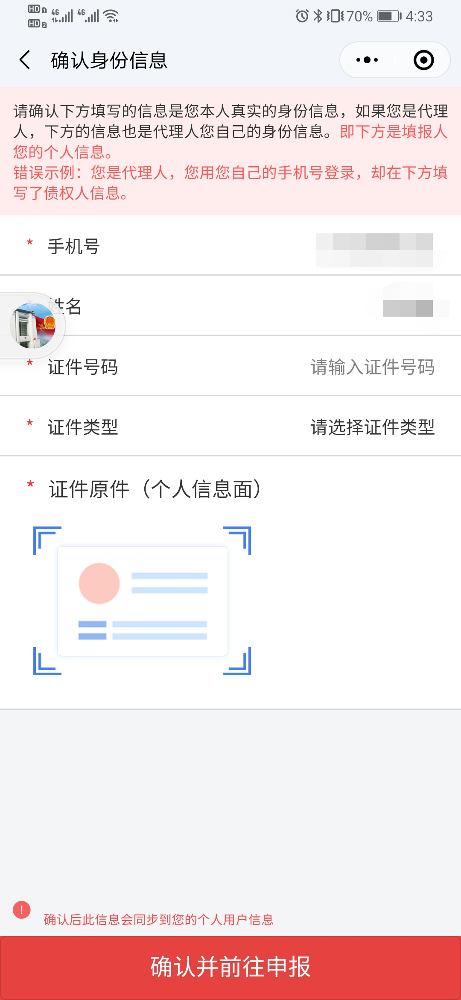 HD 1 4G 4G 70% 4:33
HD 2
确认身份信息
请确认下方填写的信息是您本人真实的身份信息，如果您是代理
人，下方的信息也是代理人您自己的身份信息。即下方是填报人
您的个人信息。
错误示例：您是代理人，您用您自己的手机号登录，却在下方填
写了债权人信息。
* 手机号
* 姓名
* 证件号码 请输入证件号码
* 证件类型 请选择证件类型
* 证件原件（个人信息面）
! 确认后此信息会同步到您的个人用户信息
确认并前往申报